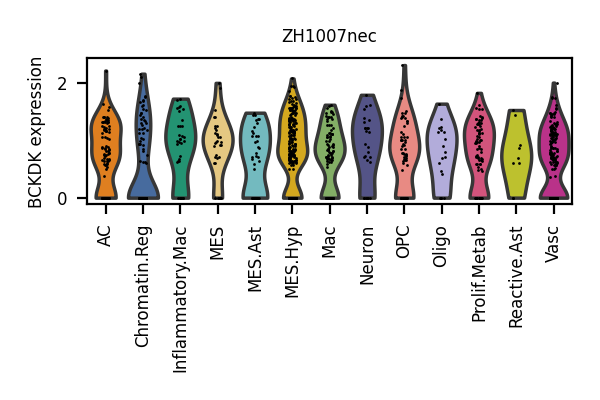 ZH1007nec
BCKDK expression
2
0
AC
Chromatin.Reg
Inflammatory.Mac
MES
MES.Ast
MES.Hyp
Mac
Neuron
OPC
Oligo
Prolif.Metab
Reactive.Ast
Vasc